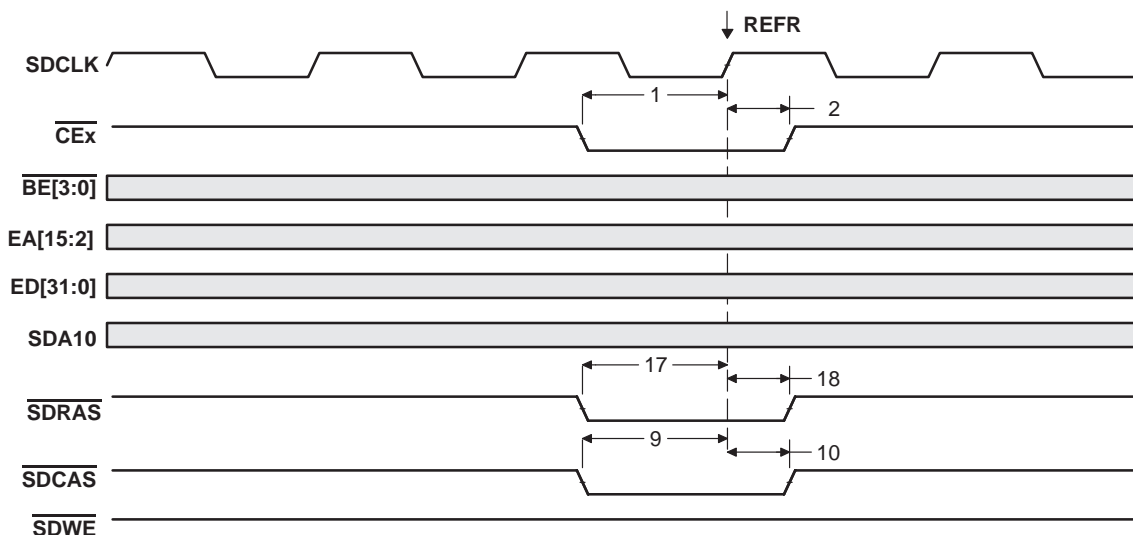 REFR
SDCLK
1
2
CEx
BE[3:0]
EA[15:2]
ED[31:0]
SDA10
17
18
SDRAS
9
10
SDCAS
SDWE